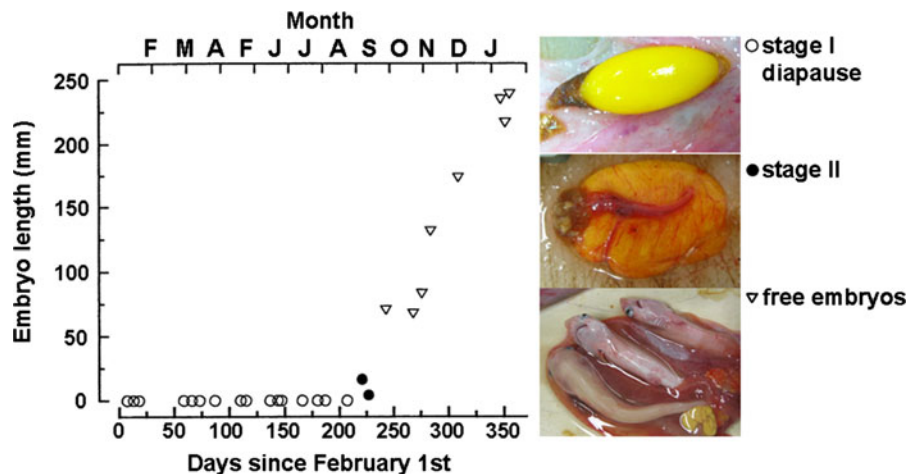 Month
F M A F J J A S O N D J
250
200
150
100
50
0
Embryo length (mm)
0 50 100 150 200 250 300 350
Days since February 1st
stage I
diapause
stage II
free embryos